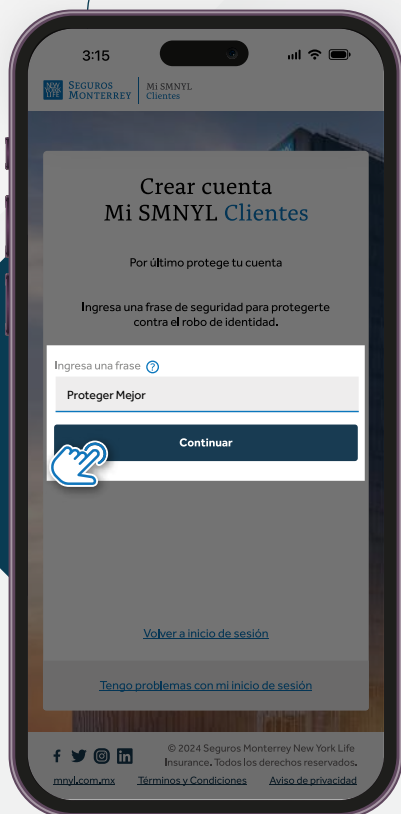 3:15
NEW YORK LIFE
SEGUROS MONTERREY
Mi SMNYL Clientes
Crear cuenta
Mi SMNYL Clientes
Por último protege tu cuenta
Ingresa una frase de seguridad para protegerte
contra el robo de identidad.
Ingresa una frase ?
Proteger Mejor
Continuar
Volver a inicio de sesión
Tengo problemas con mi inicio de sesión
© 2024 Seguros Monterrey New York Life
Insurance. Todos los derechos reservados.
mnyl.com.mx Términos y Condiciones Aviso de privacidad